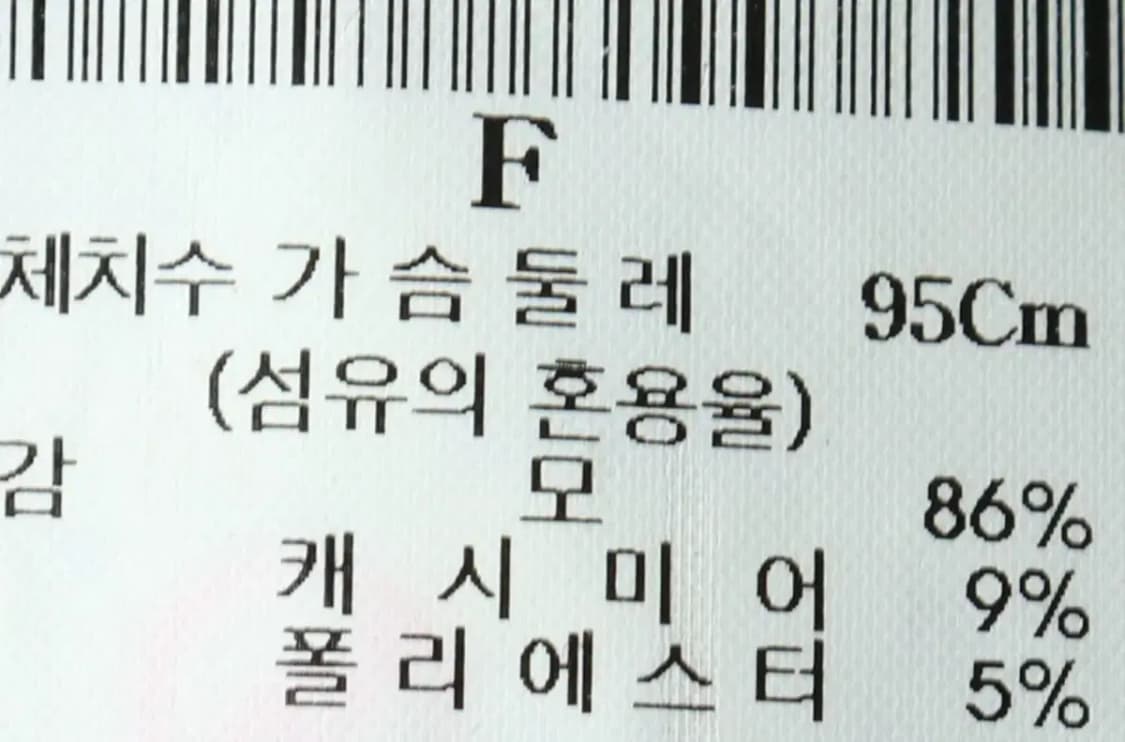 F
체치수 가슴둘레 95Cm
(섬유의 혼용율)
감 모 86%
캐시미어 9%
폴리에스터 5%